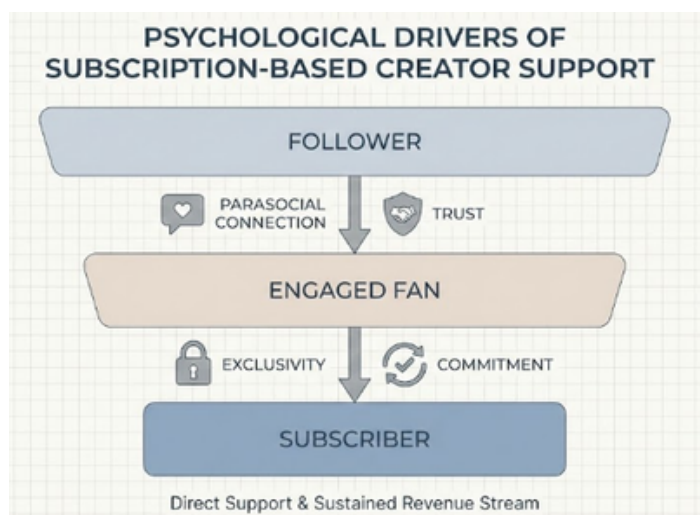 PSYCHOLOGICAL DRIVERS OF
SUBSCRIPTION-BASED CREATOR SUPPORT
FOLLOWER
PARASOCIAL
CONNECTION
TRUST
ENGAGED FAN
EXCLUSIVITY
COMMITMENT
SUBSCRIBER
Direct Support & Sustained Revenue Stream